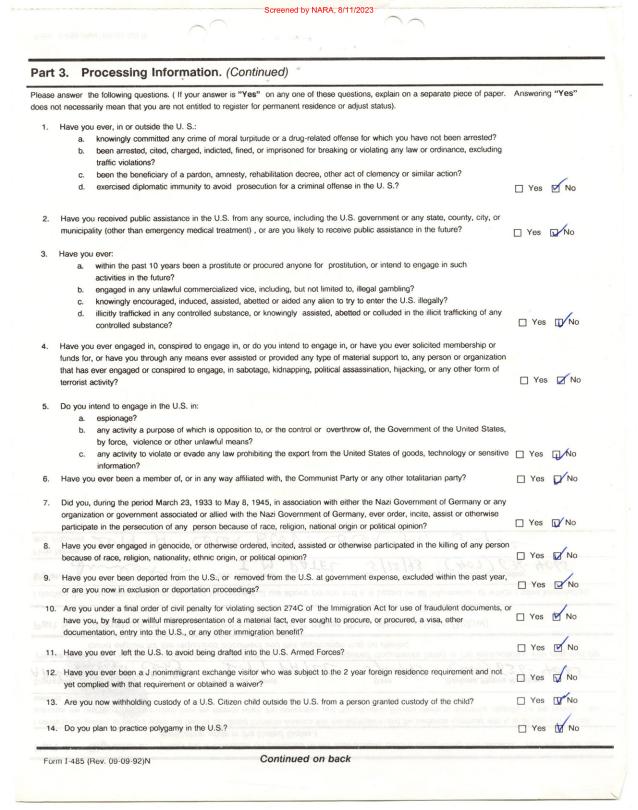 Screened by NARA, 8/11/2023
Part 3. Processing Information. (Continued)
Please answer the following questions. ( If your answer is "Yes" on any one of these questions, explain on a separate piece of paper. Answering "Yes"
does not necessarily mean that you are not entitled to register for permanent residence or adjust status).
1. Have you ever, in or outside the U. S.:
a. knowingly committed any crime of moral turpitude or a drug-related offense for which you have not been arrested?
b. been arrested, cited, charged, indicted, fined, or imprisoned for breaking or violating any law or ordinance, excluding
traffic violations?
c. been the beneficiary of a pardon, amnesty, rehabilitation decree, other act of clemency or similar action?
d. exercised diplomatic immunity to avoid prosecution for a criminal offense in the U. S.? Yes No
2. Have you received public assistance in the U.S. from any source, including the U.S. government or any state, county, city, or
municipality (other than emergency medical treatment) , or are you likely to receive public assistance in the future? Yes No
3. Have you ever:
a. within the past 10 years been a prostitute or procured anyone for prostitution, or intend to engage in such
activities in the future?
b. engaged in any unlawful commercialized vice, including, but not limited to, illegal gambling?
c. knowingly encouraged, induced, assisted, abetted or aided any alien to try to enter the U.S. illegally?
d. illicitly trafficked in any controlled substance, or knowingly assisted, abetted or colluded in the illicit trafficking of any
controlled substance? Yes No
4. Have you ever engaged in, conspired to engage in, or do you intend to engage in, or have you ever solicited membership or
funds for, or have you through any means ever assisted or provided any type of material support to, any person or organization
that has ever engaged or conspired to engage, in sabotage, kidnapping, political assassination, hijacking, or any other form of
terrorist activity? Yes No
5. Do you intend to engage in the U.S. in:
a. espionage?
b. any activity a purpose of which is opposition to, or the control or overthrow of, the Government of the United States,
by force, violence or other unlawful means?
c. any activity to violate or evade any law prohibiting the export from the United States of goods, technology or sensitive Yes No
information?
6. Have you ever been a member of, or in any way affiliated with, the Communist Party or any other totalitarian party? Yes No
7. Did you, during the period March 23, 1933 to May 8, 1945, in association with either the Nazi Government of Germany or any
organization or government associated or allied with the Nazi Government of Germany, ever order, incite, assist or otherwise
participate in the persecution of any person because of race, religion, national origin or political opinion? Yes No
8. Have you ever engaged in genocide, or otherwise ordered, incited, assisted or otherwise participated in the killing of any person
because of race, religion, nationality, ethnic origin, or political opinion? Yes No
9. Have you ever been deported from the U.S., or removed from the U.S. at government expense, excluded within the past year,
or are you now in exclusion or deportation proceedings? Yes No
10. Are you under a final order of civil penalty for violating section 274C of the Immigration Act for use of fraudulent documents, or
have you, by fraud or willful misrepresentation of a material fact, ever sought to procure, or procured, a visa, other Yes No
documentation, entry into the U.S., or any other immigration benefit?
11. Have you ever left the U.S. to avoid being drafted into the U.S. Armed Forces? Yes No
12. Have you ever been a J nonimmigrant exchange visitor who was subject to the 2 year foreign residence requirement and not
yet complied with that requirement or obtained a waiver? Yes No
13. Are you now withholding custody of a U.S. Citizen child outside the U.S. from a person granted custody of the child? Yes No
14. Do you plan to practice polygamy in the U.S.? Yes No
Form I-485 (Rev. 09-09-92)N Continued on back